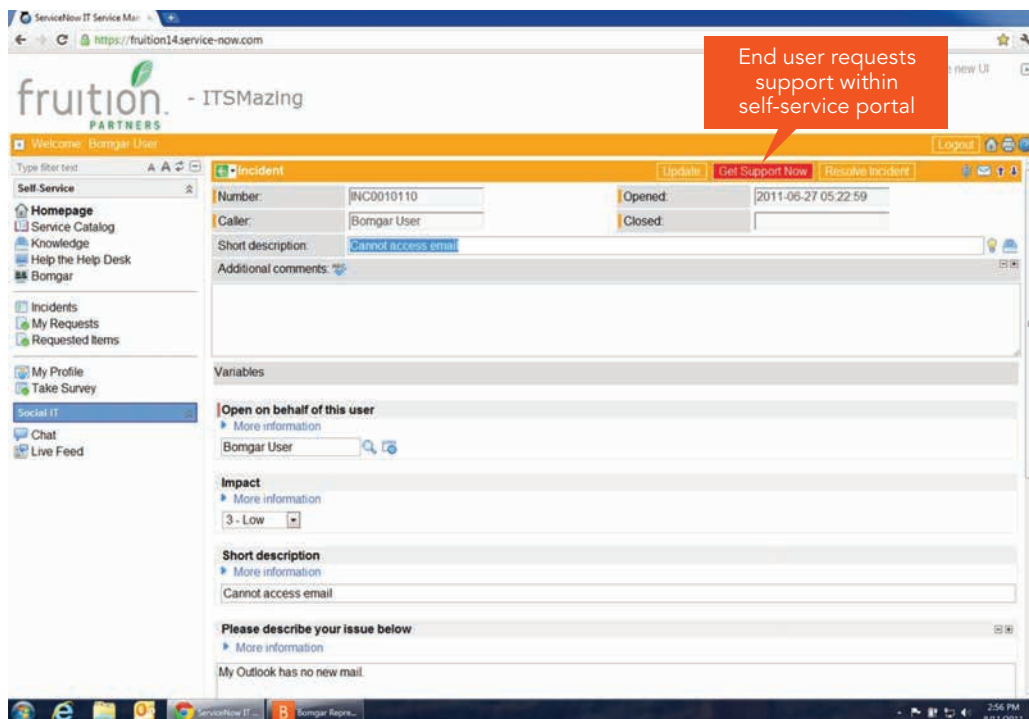 ServiceNow IT Service Mar
https://fruition14.service-now.com
End user requests
support within
self-service portal
new UI
fruition.
PARTNERS
- ITSMazing
Welcome: Bomgar User
Logout
Type filter text
A A
Incident
Update
Get Support Now
Resolve Incident
Self-Service
Homepage
Service Catalog
Knowledge
Help the Help Desk
Bomgar
Incidents
My Requests
Requested Items
My Profile
Take Survey
Social IT
Chat
Live Feed
Number: INC0010110
Opened: 2011-06-27 05:22:59
Caller: Bomgar User
Closed:
Short description: Cannot access email
Additional comments:
Variables
Open on behalf of this user
More information
Bomgar User
Impact
More information
3 - Low
Short description
More information
Cannot access email
Please describe your issue below
More information
My Outlook has no new mail.
ServiceNow IT ...
Bomgar Repre...
2:56 PM